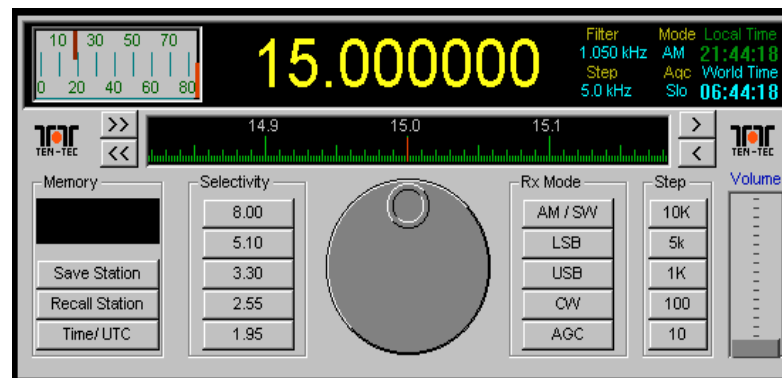 10 30 50 70
0 20 40 60 80
15.000000
Filter Mode Local Time
1.050 kHz AM 21:44:18
Step Agc World Time
5.0 kHz Slo 06:44:18
>> 14.9 15.0 15.1 >
<< <
TEN-TEC TEN-TEC
Memory Selectivity Rx Mode Step Volume
8.00 AM / SW 10K
5.10 LSB 5k
Save Station 3.30 USB 1K
Recall Station 2.55 CW 100
Time/ UTC 1.95 AGC 10